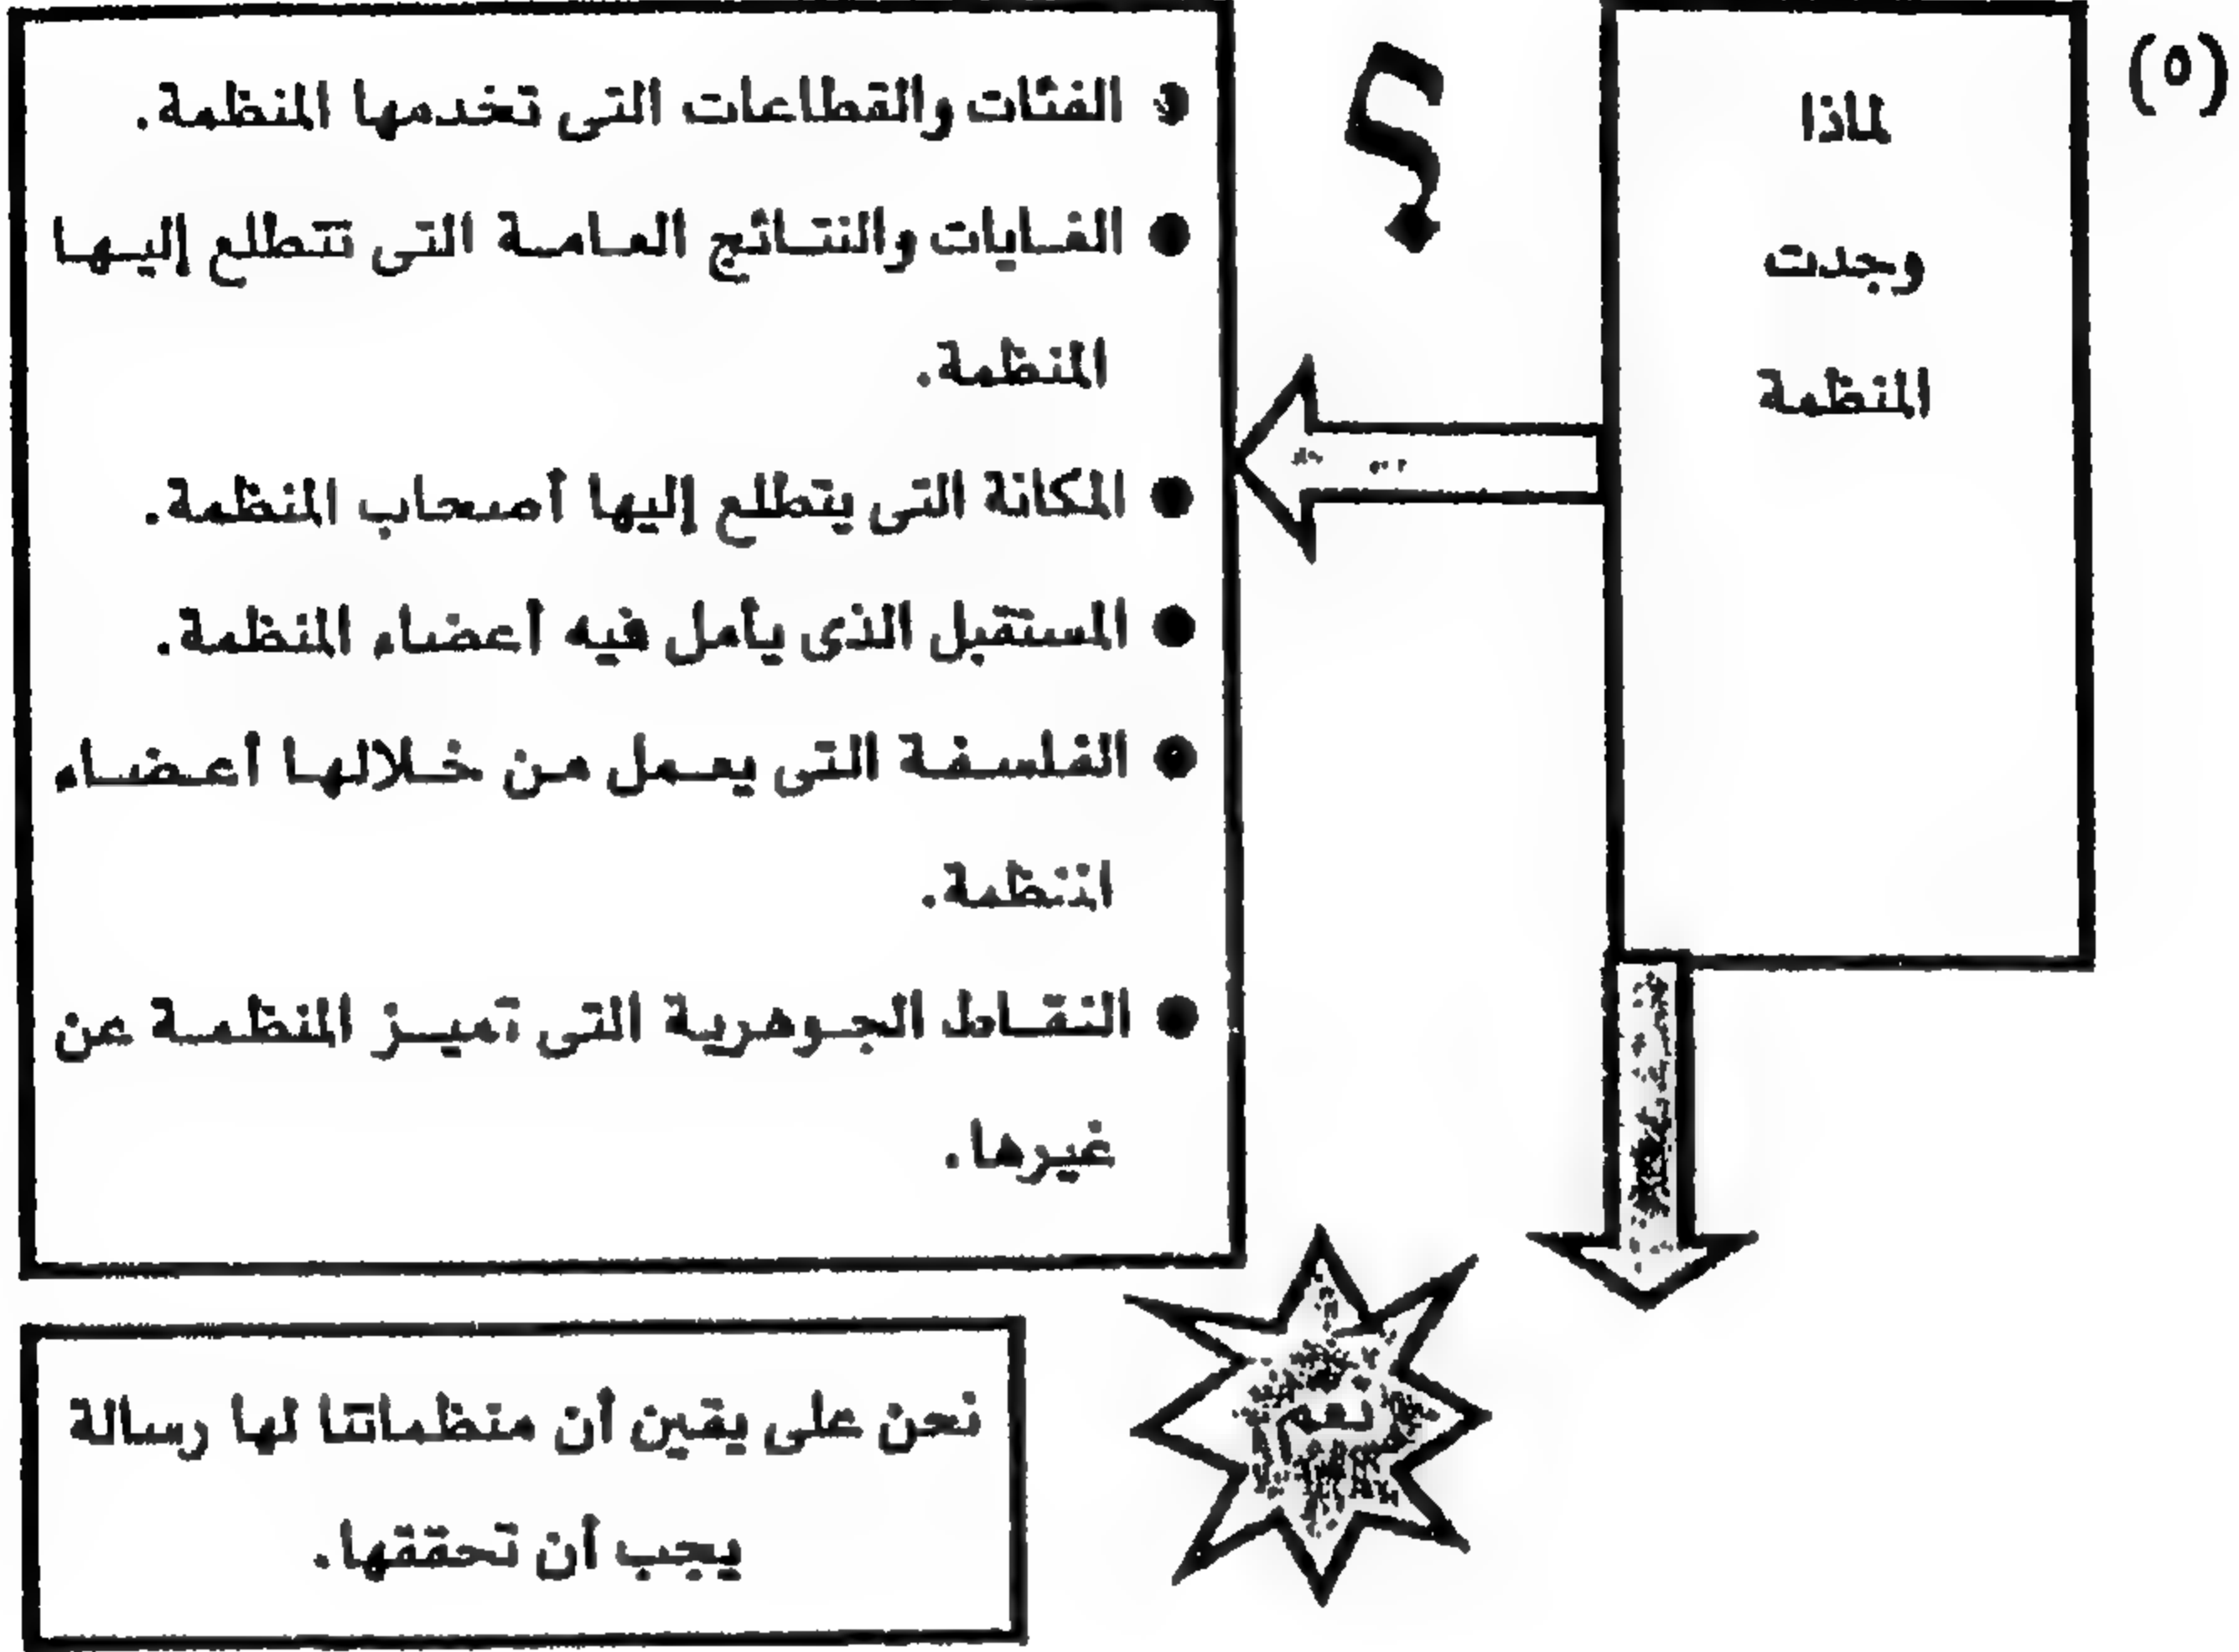 (٥)
لماذا
وجدت
المنظمة
؟
● الفئات والقطاعات التى تخدمها المنظمة.
● الغايات والنتائج العامة التى تتطلع إليها
المنظمة.
● المكانة التى يتطلع إليها أصحاب المنظمة.
● المستقبل الذى يأمل فيه أعضاء المنظمة.
● الفلسفة التى يعمل من خلالها أعضاء
المنظمة.
● النقاط الجوهرية التى تميز المنظمة عن
غيرها.
نعم
نحن على يقين أن منظماتنا لها رسالة
يجب أن تحققها.